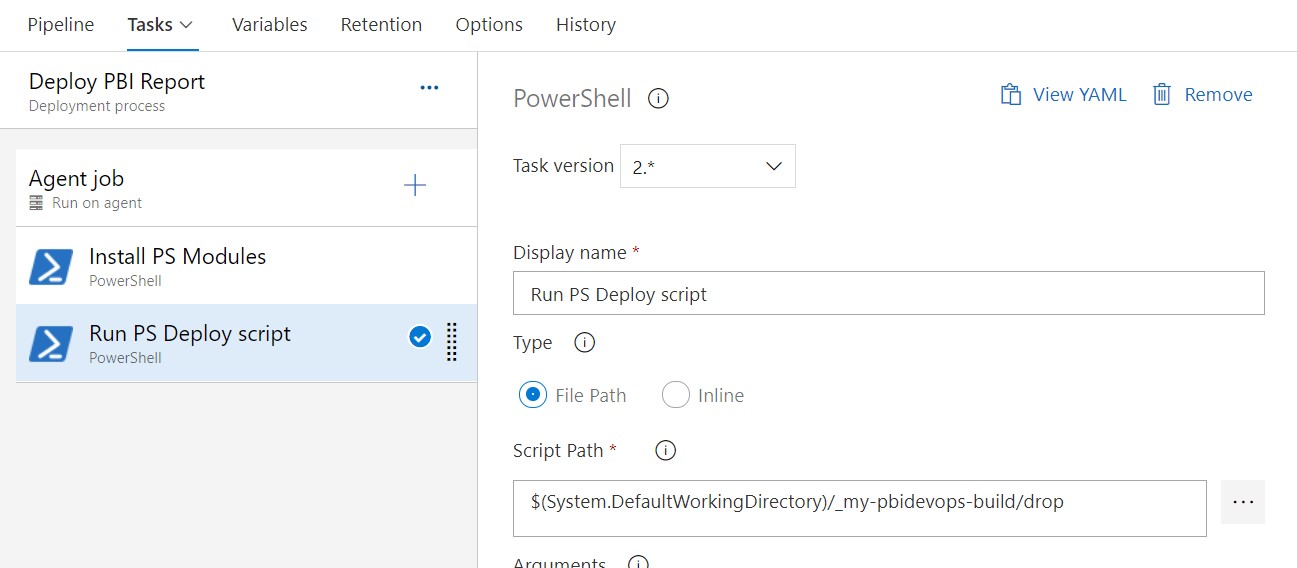 Pipeline Tasks Variables Retention Options History
Deploy PBI Report
Deployment process
Agent job
Run on agent
Install PS Modules
PowerShell
Run PS Deploy script
PowerShell
PowerShell
View YAML Remove
Task version 2.*
Display name *
Run PS Deploy script
Type
File Path Inline
Script Path *
$(System.DefaultWorkingDirectory)/_my-pbidevops-build/drop
Arguments